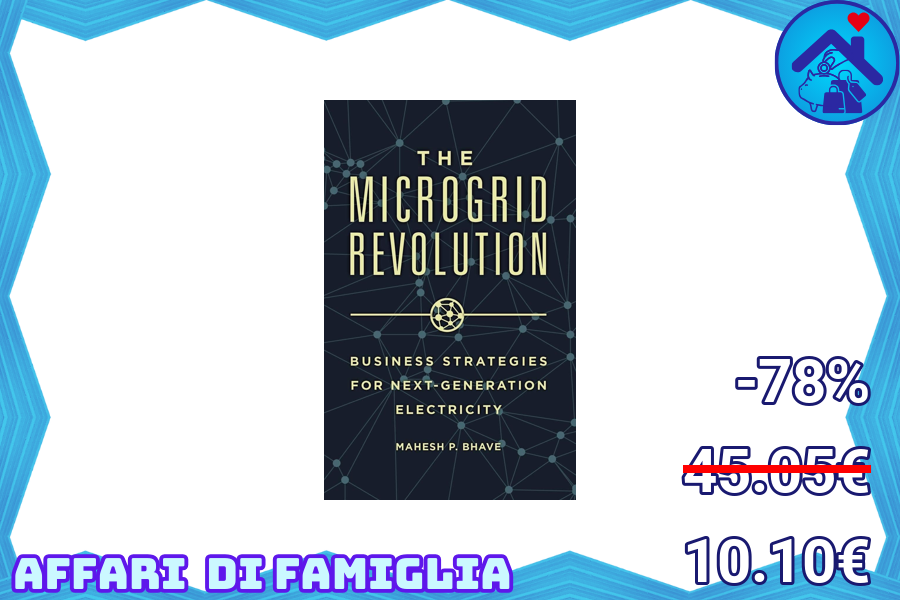 THE
MICROGRID
REVOLUTION
BUSINESS STRATEGIES
FOR NEXT-GENERATION
ELECTRICITY
MAHESH P. BHAVE
-78%
45.05€
10.10€
AFFARI DI FAMIGLIA